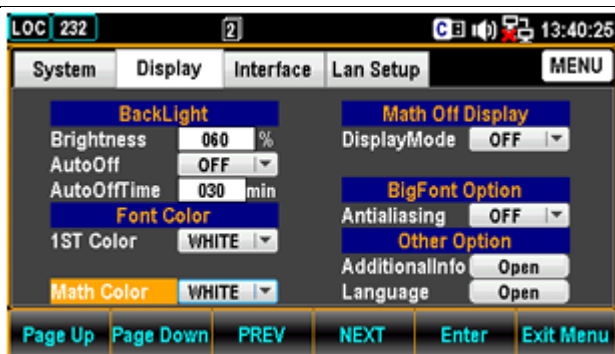 LOC 232 2 C 13:40:26
System Display Interface Lan Setup MENU
BackLight
Brightness 060 %
AutoOff OFF
AutoOffTime 030 min
Font Color
1ST Color WHITE
Math Color WHITE
Math Off Display
DisplayMode OFF
BigFont Option
Antialiasing OFF
Other Option
AdditionalInfo Open
Language Open
Page Up Page Down PREV NEXT Enter Exit Menu